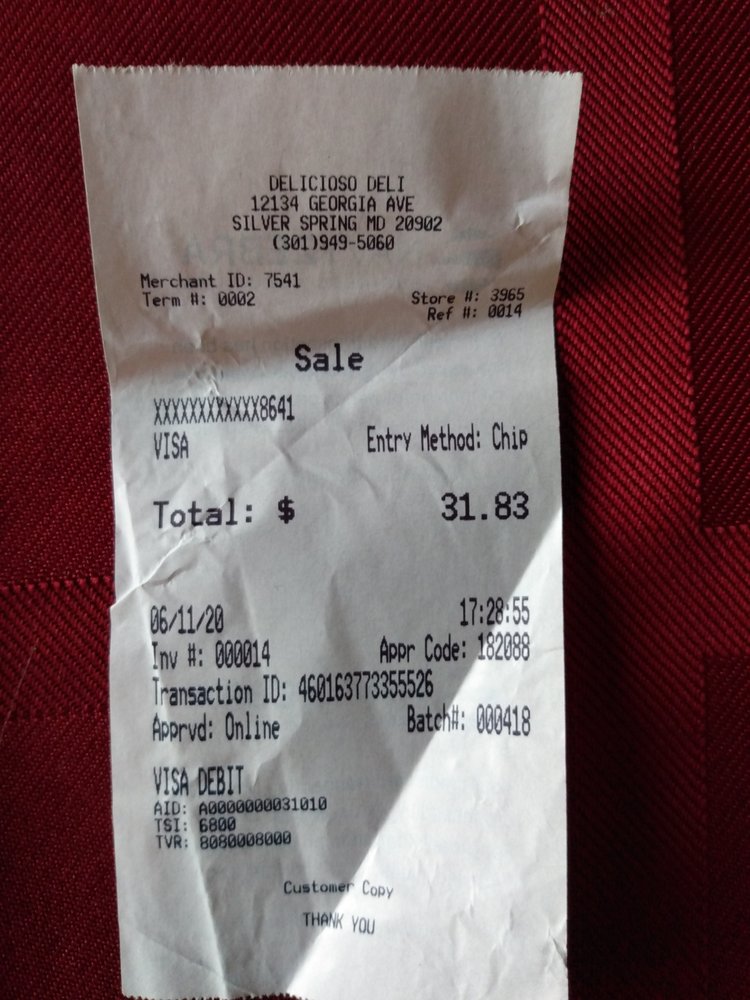 DELICIOSO DELI
12134 GEORGIA AVE
SILVER SPRING MD 20902
(301)949-5060
Merchant ID: 7541
Term #: 0002
Store #: 3965
Ref #: 0014
Sale
XXXXXXXXXXXX8641
VISA Entry Method: Chip
Total: $ 31.83
06/11/20 17:28:55
Inv #: 000014 Appr Code: 182088
Transaction ID: 460163773355526
Apprvd: Online Batch#: 000418
VISA DEBIT
AID: A0000000031010
TSI: 6800
TVR: 8080008000
Customer Copy
THANK YOU